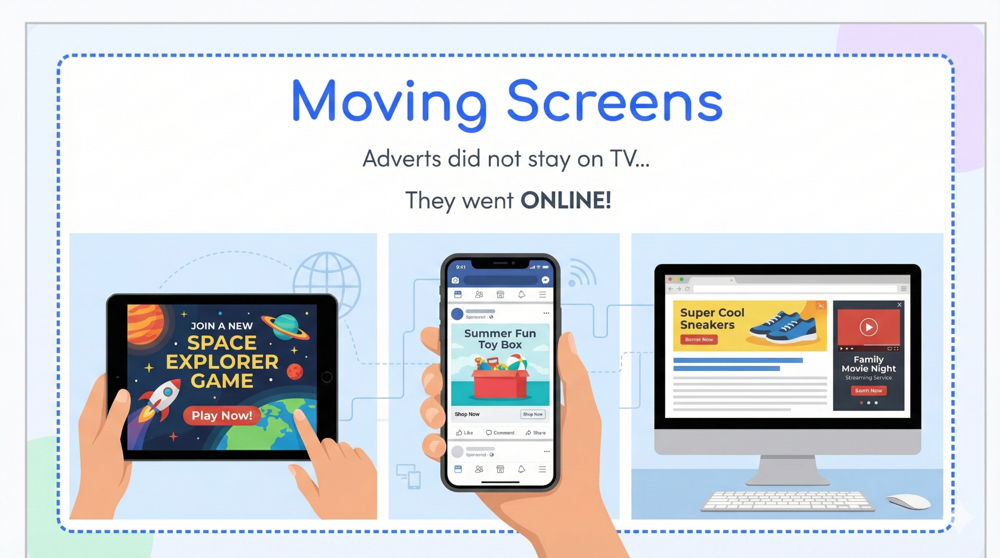 Moving Screens
Adverts did not stay on TV...
They went ONLINE!
JOIN A NEW
SPACE
EXPLORER
GAME
Play Now!
9:41
Sponsored ·
Summer Fun
Toy Box
Shop Now
Shop Now
Like
Comment
Share
Sponsored ·
Super Cool
Sneakers
Now
Family
Movie Night
Streaming Service
Now